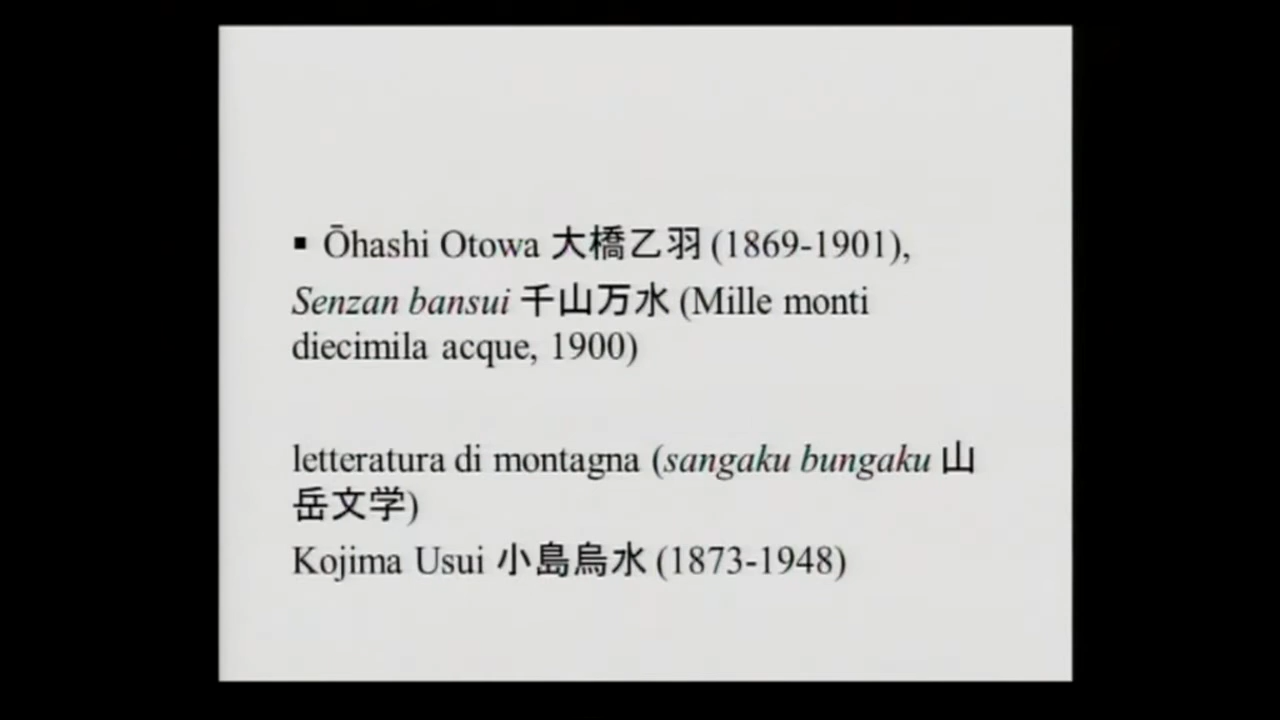 ▪ Ōhashi Otowa 大橋乙羽 (1869-1901),
Senzan bansui 千山万水 (Mille monti
diecimila acque, 1900)
letteratura di montagna (sangaku bungaku 山
岳文学)
Kojima Usui 小島烏水 (1873-1948)